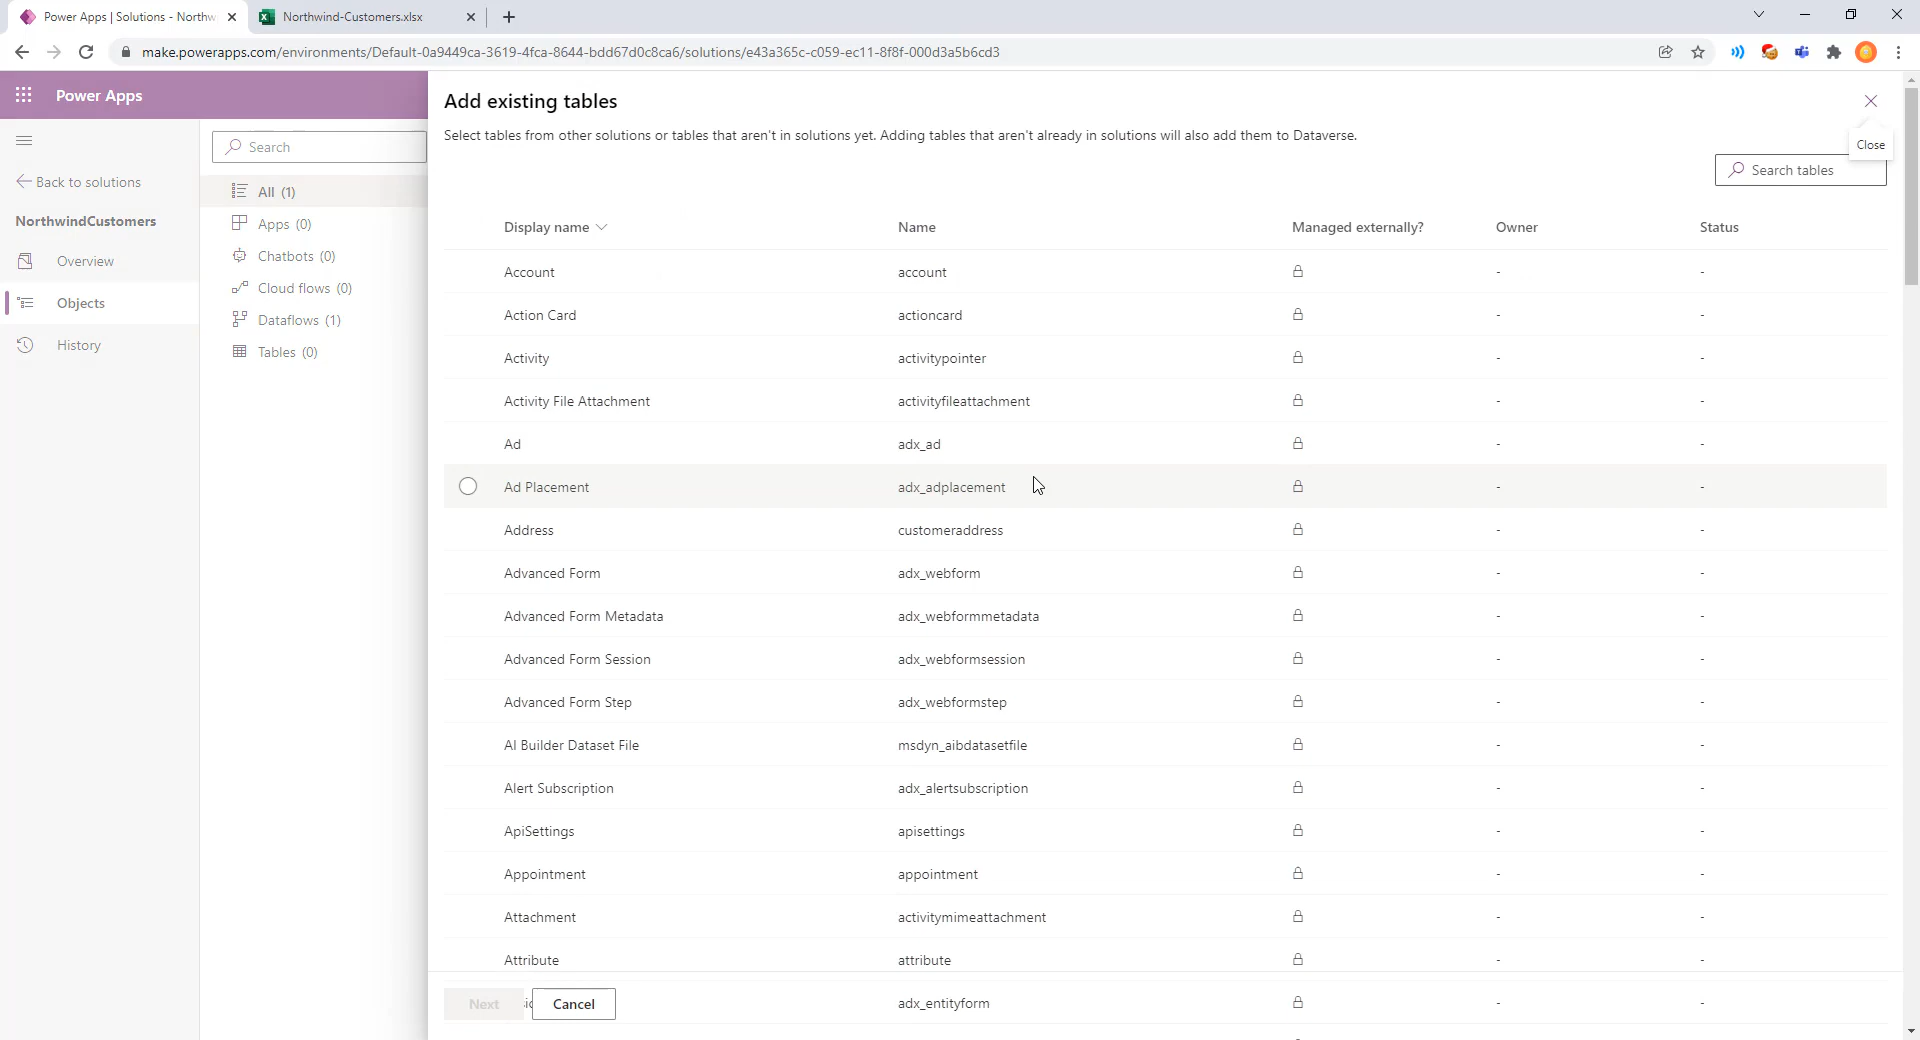 Power Apps | Solutions - Northw
Northwind-Customers.xlsx
make.powerapps.com/environments/Default-0a9449ca-3619-4fca-8644-bdd67d0c8ca6/solutions/e43a365c-c059-ec11-8f8f-000d3a5b6cd3
Power Apps
Back to solutions
NorthwindCustomers
Overview
Objects
History
Search
All (1)
Apps (0)
Chatbots (0)
Cloud flows (0)
Dataflows (1)
Tables (0)
Add existing tables
Select tables from other solutions or tables that aren't in solutions yet. Adding tables that aren't already in solutions will also add them to Dataverse.
Close
Search tables
Display name Name Managed externally? Owner Status
Account account - -
Action Card actioncard - -
Activity activitypointer - -
Activity File Attachment activityfileattachment - -
Ad adx_ad - -
Ad Placement adx_adplacement - -
Address customeraddress - -
Advanced Form adx_webform - -
Advanced Form Metadata adx_webformmetadata - -
Advanced Form Session adx_webformsession - -
Advanced Form Step adx_webformstep - -
AI Builder Dataset File msdyn_aibdatasetfile - -
Alert Subscription adx_alertsubscription - -
ApiSettings apisettings - -
Appointment appointment - -
Attachment activitymimeattachment - -
Attribute attribute - -
adx_entityform - -
Next Cancel